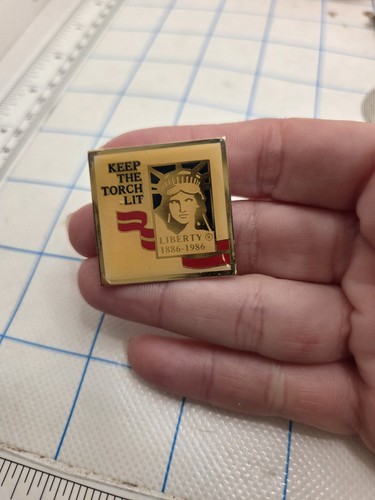 KEEP
THE
TORCH
LIT
LIBERTY
1886-1986